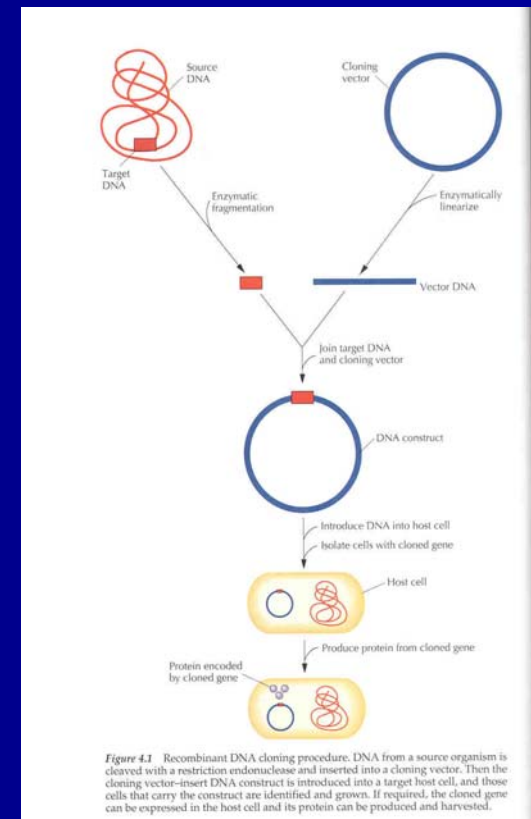 Source
DNA
Cloning
vector
Target
DNA
Enzymatic
fragmentation
Enzymatically
linearize
Vector DNA
Join target DNA
and cloning vector
DNA construct
Introduce DNA into host cell
Isolate cells with cloned gene
Host cell
Produce protein from cloned gene
Protein encoded
by cloned gene
Figure 4.1 Recombinant DNA cloning procedure. DNA from a source organism is
cleaved with a restriction endonuclease and inserted into a cloning vector. Then the
cloning vector–insert DNA construct is introduced into a target host cell, and those
cells that carry the construct are identified and grown. If required, the cloned gene
can be expressed in the host cell and its protein can be produced and harvested.